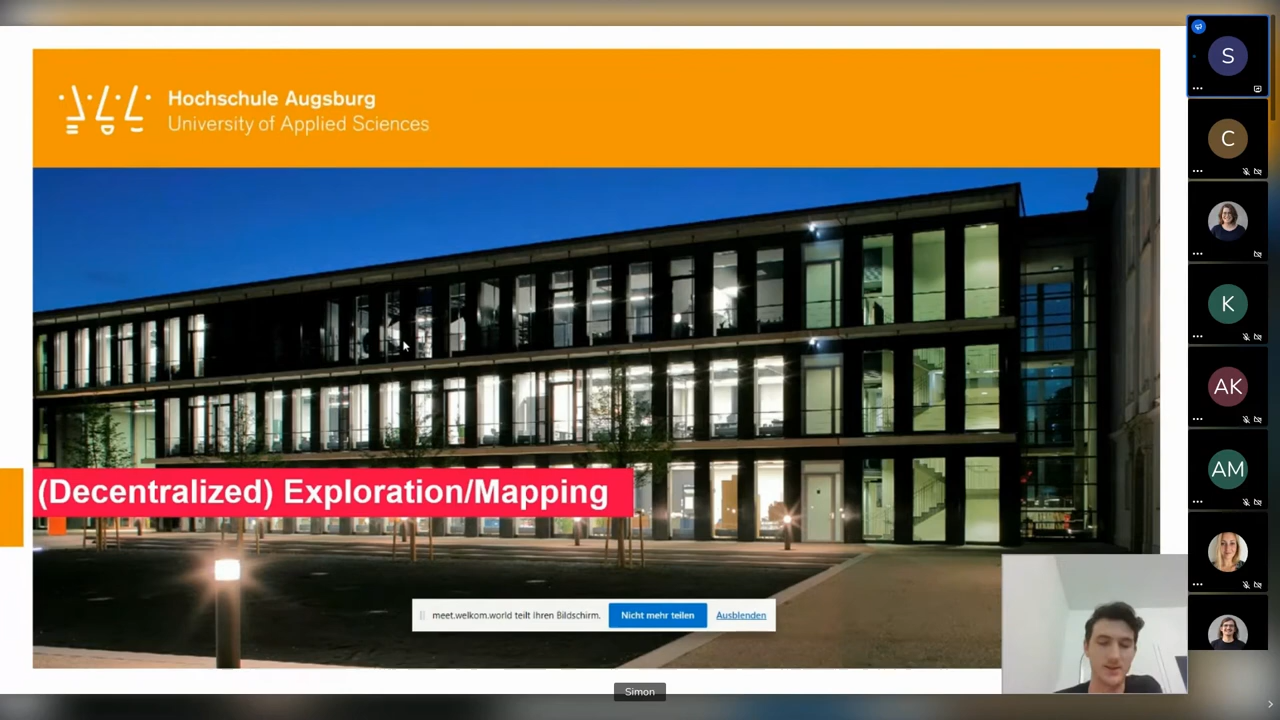 Hochschule Augsburg
University of Applied Sciences
(Decentralized) Exploration/Mapping
meet.welkom.world teilt Ihren Bildschirm.
Nicht mehr teilen
Ausblenden
Simon
S
C
K
AK
AM